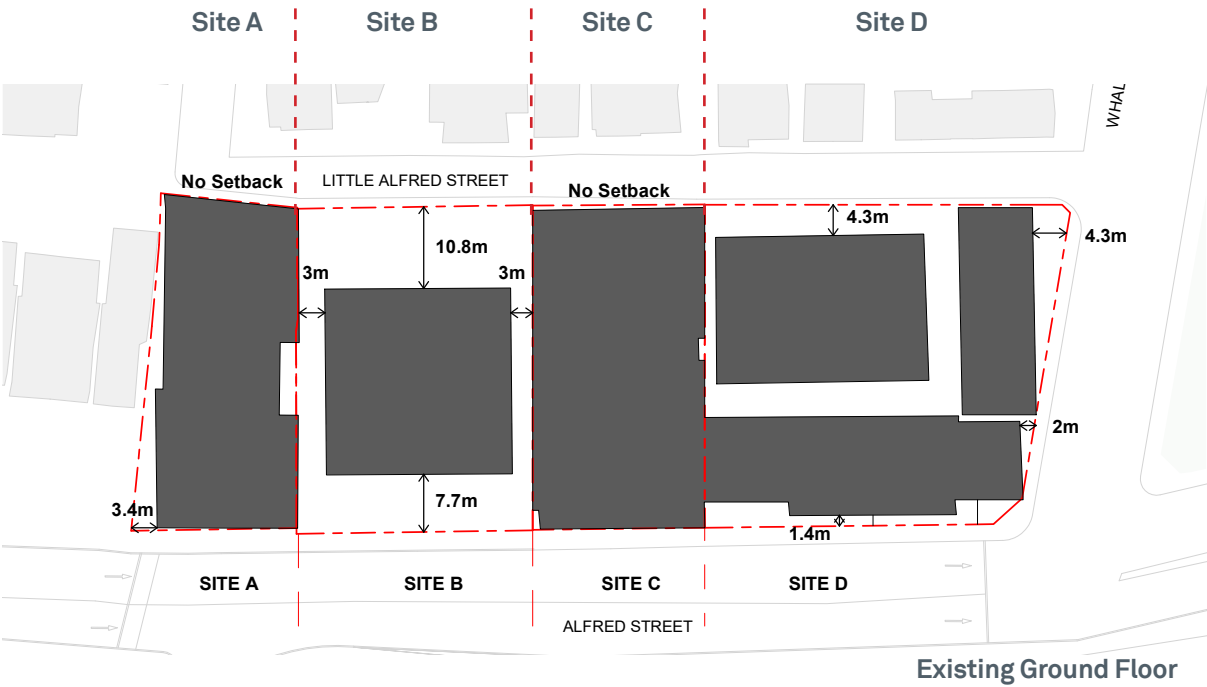 Site A
Site B
Site C
Site D
WHAL
No Setback
LITTLE ALFRED STREET
No Setback
4.3m
4.3m
10.8m
3m
3m
2m
7.7m
3.4m
1.4m
SITE A
SITE B
SITE C
SITE D
ALFRED STREET
Existing Ground Floor